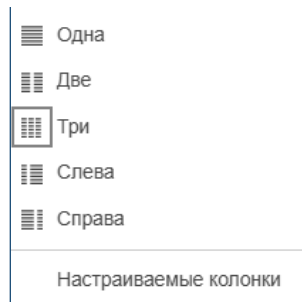 Одна
Две
Три
Слева
Справа
Настраиваемые колонки